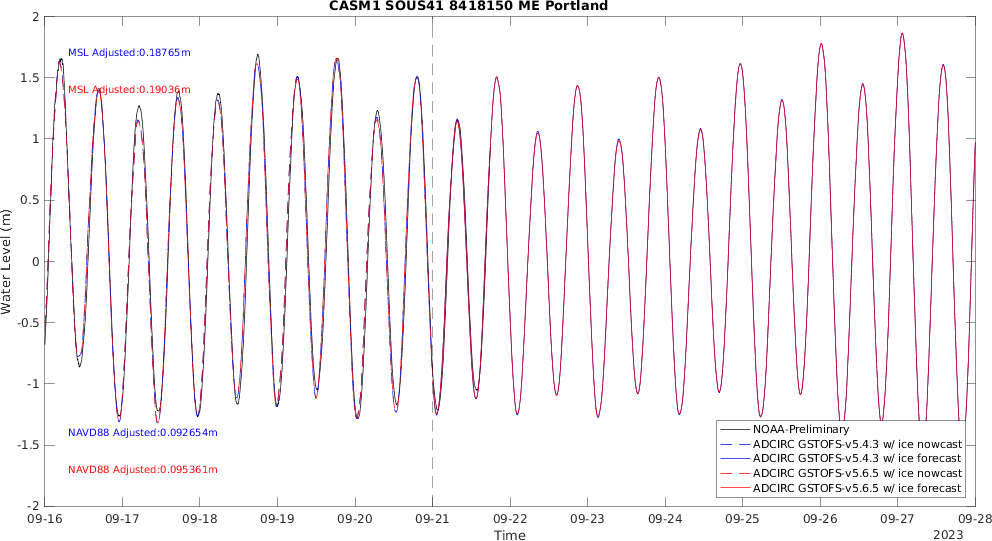 CASM1 SOUS41 8418150 ME Portland
2
1.5
1
0.5
0
-0.5
-1
-1.5
-2
Water Level (m)
MSL Adjusted:0.18765m
MSL Adjusted:0.19036m
NAVD88 Adjusted:0.092654m
NAVD88 Adjusted:0.095361m
NOAA-Preliminary
ADCIRC GSTOFS-v5.4.3 w/ ice nowcast
ADCIRC GSTOFS-v5.4.3 w/ ice forecast
ADCIRC GSTOFS-v5.6.5 w/ ice nowcast
ADCIRC GSTOFS-v5.6.5 w/ ice forecast
09-16 09-17 09-18 09-19 09-20 09-21 09-22 09-23 09-24 09-25 09-26 09-27 09-28
Time
2023